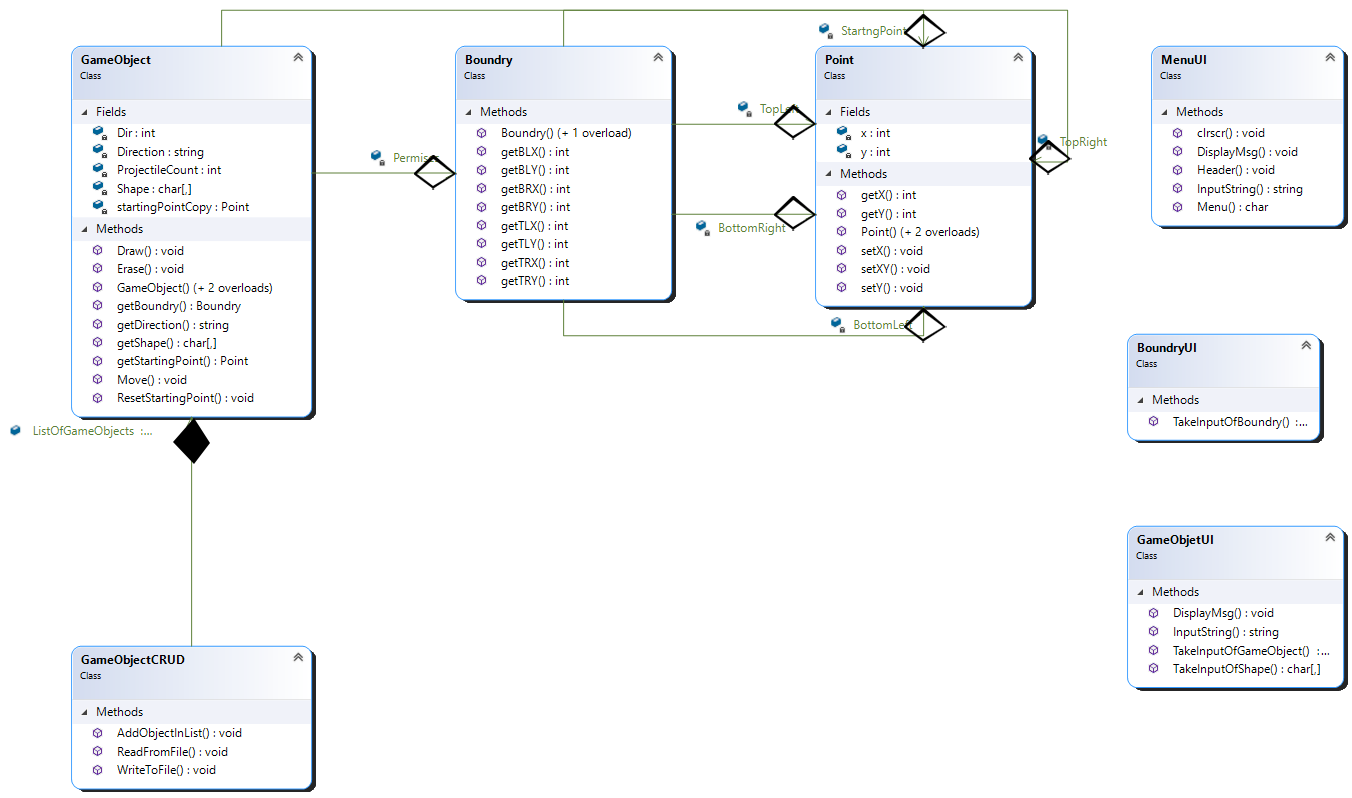 GameObject
Class
Fields
Dir : int
Direction : string
ProjectileCount : int
Shape : char[,]
startingPointCopy : Point
Methods
Draw() : void
Erase() : void
GameObject() (+ 2 overloads)
getBoundry() : Boundry
getDirection() : string
getShape() : char[,]
getStartingPoint() : Point
Move() : void
ResetStartingPoint() : void
ListOfGameObjects :...
Permises
Boundry
Class
Methods
Boundry() (+ 1 overload)
getBLX() : int
getBLY() : int
getBRX() : int
getBRY() : int
getTLX() : int
getTLY() : int
getTRX() : int
getTRY() : int
StartngPoint
TopLeft
BottomRight
BottomLeft
TopRight
Point
Class
Fields
x : int
y : int
Methods
getX() : int
getY() : int
Point() (+ 2 overloads)
setX() : void
setXY() : void
setY() : void
MenuUI
Class
Methods
clrscr() : void
DisplayMsg() : void
Header() : void
InputString() : string
Menu() : char
BoundryUI
Class
Methods
TakeInputOfBoundry() :...
GameObjetUI
Class
Methods
DisplayMsg() : void
InputString() : string
TakeInputOfGameObject() :...
TakeInputOfShape() : char[,]
GameObjectCRUD
Class
Methods
AddObjectInList() : void
ReadFromFile() : void
WriteToFile() : void